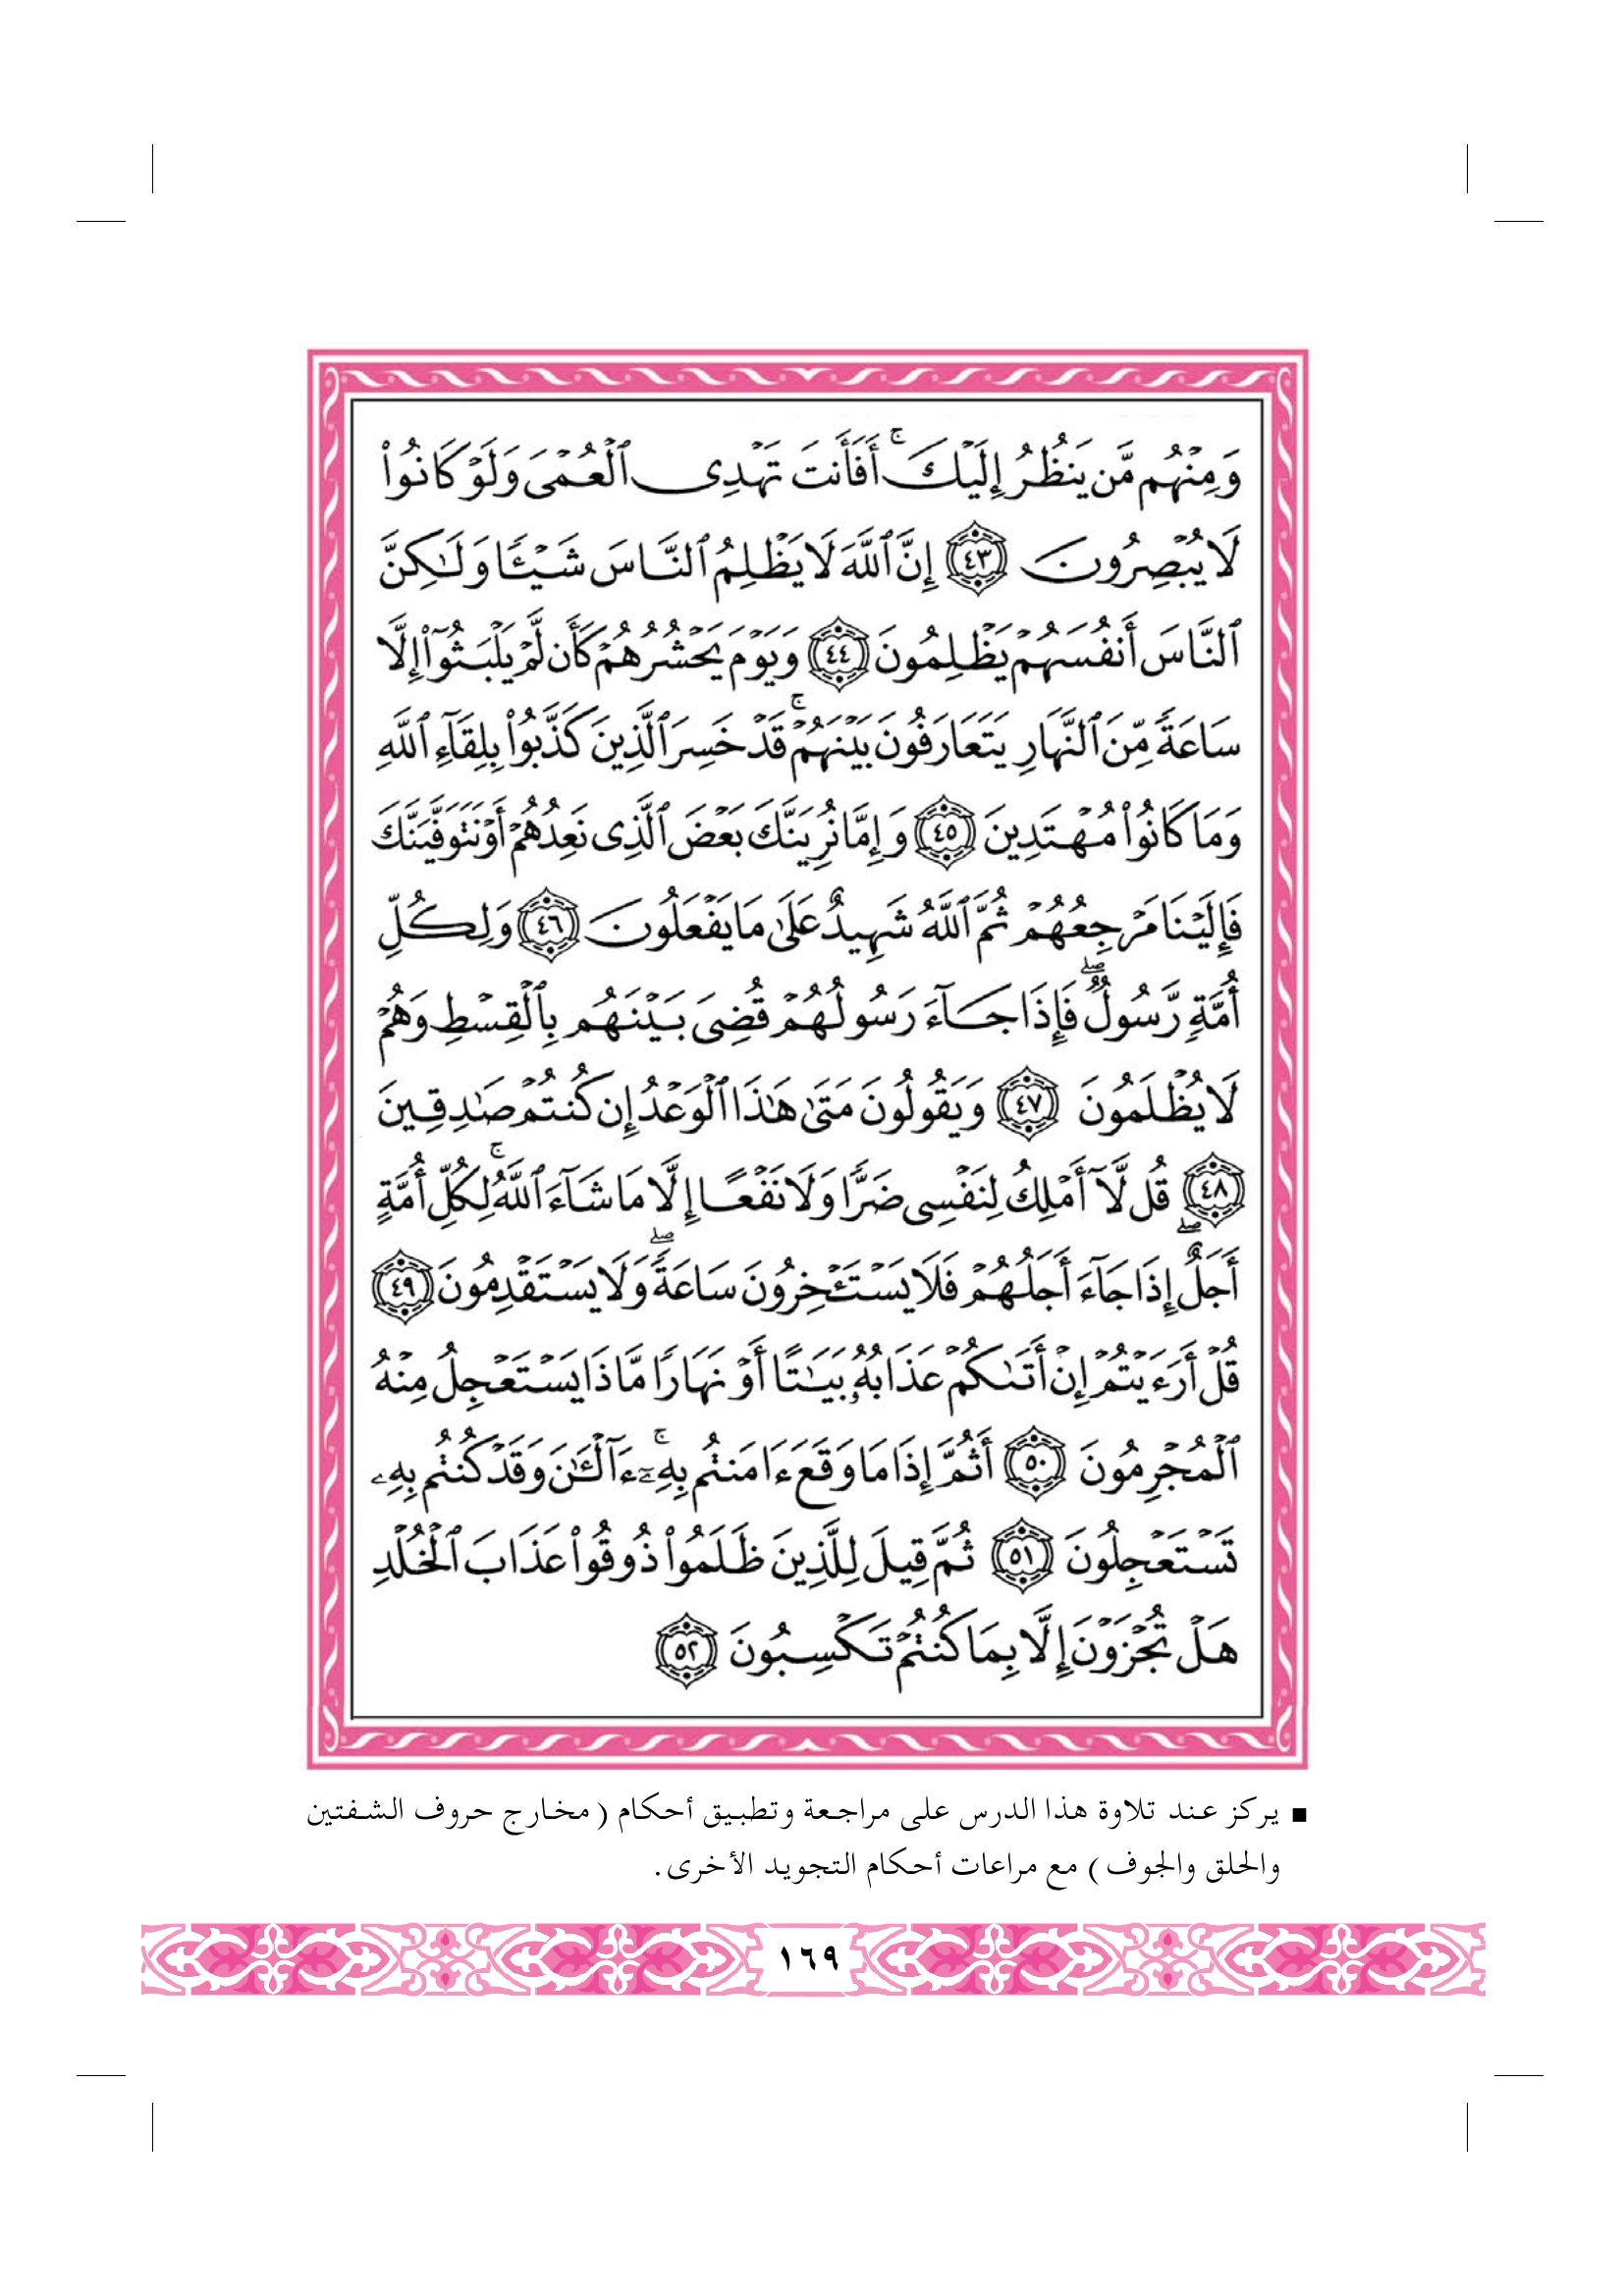 وَمِنْهُم مَّن يَنظُرُ إِلَيْكَ ۚ أَفَأَنتَ تَهْدِى ٱلْعُمْىَ وَلَوْ كَانُوا۟
لَا يُبْصِرُونَ ٤٣ إِنَّ ٱللَّهَ لَا يَظْلِمُ ٱلنَّاسَ شَيْـًٔا وَلَـٰكِنَّ
ٱلنَّاسَ أَنفُسَهُمْ يَظْلِمُونَ ٤٤ وَيَوْمَ يَحْشُرُهُمْ كَأَن لَّمْ يَلْبَثُوٓا۟ إِلَّا
سَاعَةً مِّنَ ٱلنَّهَارِ يَتَعَارَفُونَ بَيْنَهُمْ ۚ قَدْ خَسِرَ ٱلَّذِينَ كَذَّبُوا۟ بِلِقَآءِ ٱللَّهِ
وَمَا كَانُوا۟ مُهْتَدِينَ ٤٥ وَإِمَّا نُرِيَنَّكَ بَعْضَ ٱلَّذِى نَعِدُهُمْ أَوْ نَتَوَفَّيَنَّكَ
فَإِلَيْنَا مَرْجِعُهُمْ ثُمَّ ٱللَّهُ شَهِيدٌ عَلَىٰ مَا يَفْعَلُونَ ٤٦ وَلِكُلِّ
أُمَّةٍ رَّسُولٌ ۖ فَإِذَا جَآءَ رَسُولُهُمْ قُضِىَ بَيْنَهُم بِٱلْقِسْطِ وَهُمْ
لَا يُظْلَمُونَ ٤٧ وَيَقُولُونَ مَتَىٰ هَـٰذَا ٱلْوَعْدُ إِن كُنتُمْ صَـٰدِقِينَ
٤٨ قُل لَّآ أَمْلِكُ لِنَفْسِى ضَرًّا وَلَا نَفْعًا إِلَّا مَا شَآءَ ٱللَّهُ ۗ لِكُلِّ أُمَّةٍ
أَجَلٌ ۖ إِذَا جَآءَ أَجَلُهُمْ فَلَا يَسْتَـْٔخِرُونَ سَاعَةً ۖ وَلَا يَسْتَقْدِمُونَ ٤٩
قُلْ أَرَءَيْتُمْ إِنْ أَتَىٰكُمْ عَذَابُهُۥ بَيَـٰتًا أَوْ نَهَارًا مَّاذَا يَسْتَعْجِلُ مِنْهُ
ٱلْمُجْرِمُونَ ٥٠ أَثُمَّ إِذَا مَا وَقَعَ ءَامَنتُم بِهِۦٓ ۚ ءَآلْـَٔـٰنَ وَقَدْ كُنتُم بِهِۦ
تَسْتَعْجِلُونَ ٥١ ثُمَّ قِيلَ لِلَّذِينَ ظَلَمُوا۟ ذُوقُوا۟ عَذَابَ ٱلْخُلْدِ
هَلْ تُجْزَوْنَ إِلَّا بِمَا كُنتُمْ تَكْسِبُونَ ٥٢
▪ يركز عند تلاوة هذا الدرس على مراجعة وتطبيق أحكام ( مخارج حروف الشفتين
والحلق والجوف ) مع مراعات أحكام التجويد الأخرى.
١٦٩